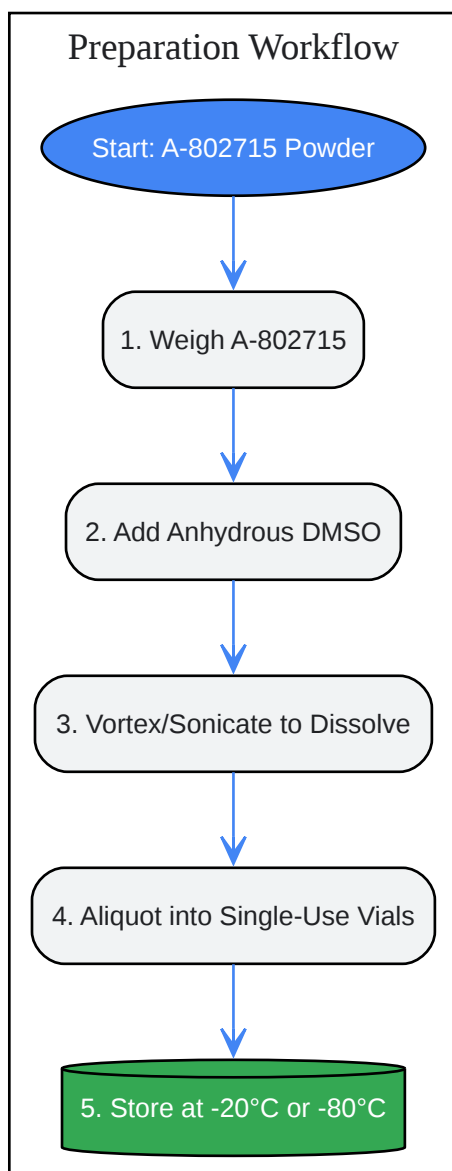 Preparation Workflow
Start: A-802715 Powder
1. Weigh A-802715
2. Add Anhydrous DMSO
3. Vortex/Sonicate to Dissolve
4. Aliquot into Single-Use Vials
5. Store at -20°C or -80°C